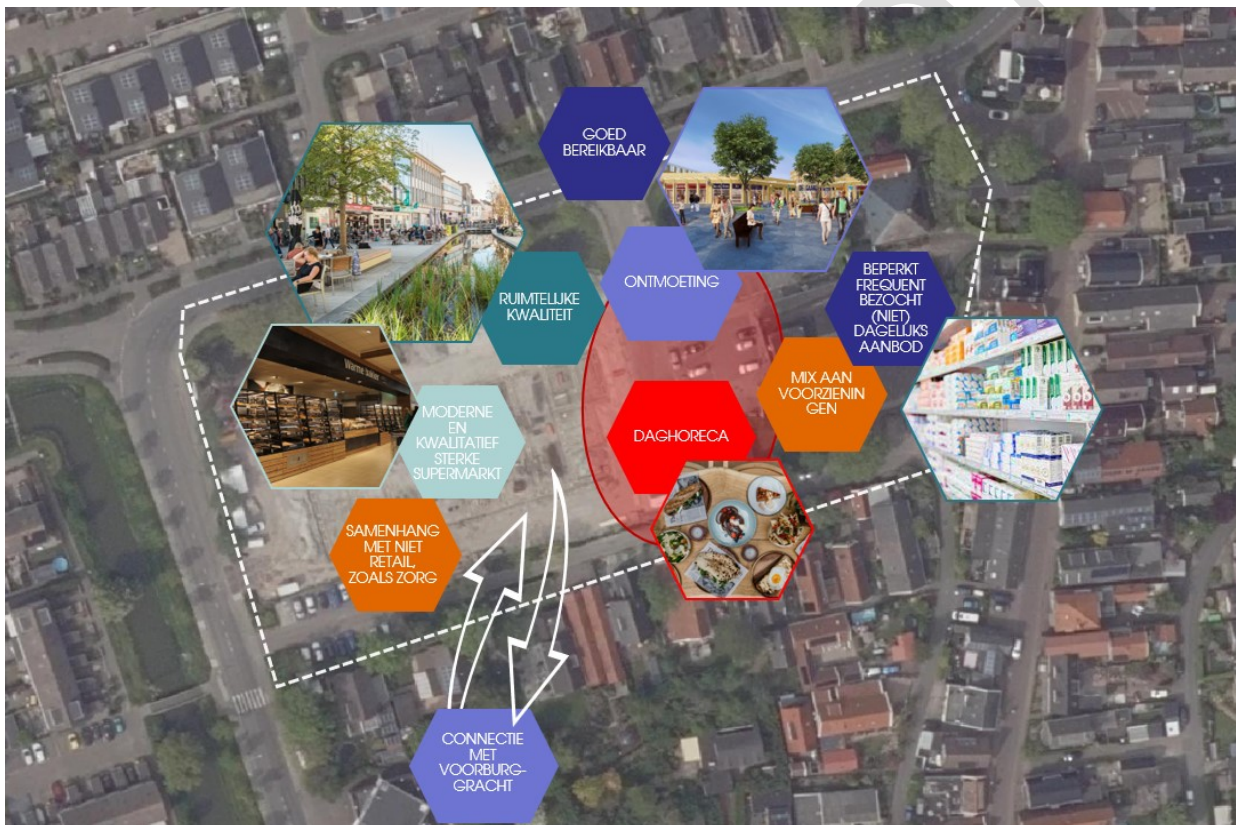 GOED
BEREIKBAAR
ONTMOETING
RUIMTELIJKE
KWALITEIT
BEPERKT
FREQUENT
BEZOCHT
(NIET)
DAGELIJKS
AANBOD
MIX AAN
VOORZIENIN
GEN
MODERNE
EN
KWALITATIEF
STERKE
SUPERMARKT
DAGHORECA
SAMENHANG
MET NIET
RETAIL,
ZOALS ZORG
CONNECTIE
MET
VOORBURG-
GRACHT